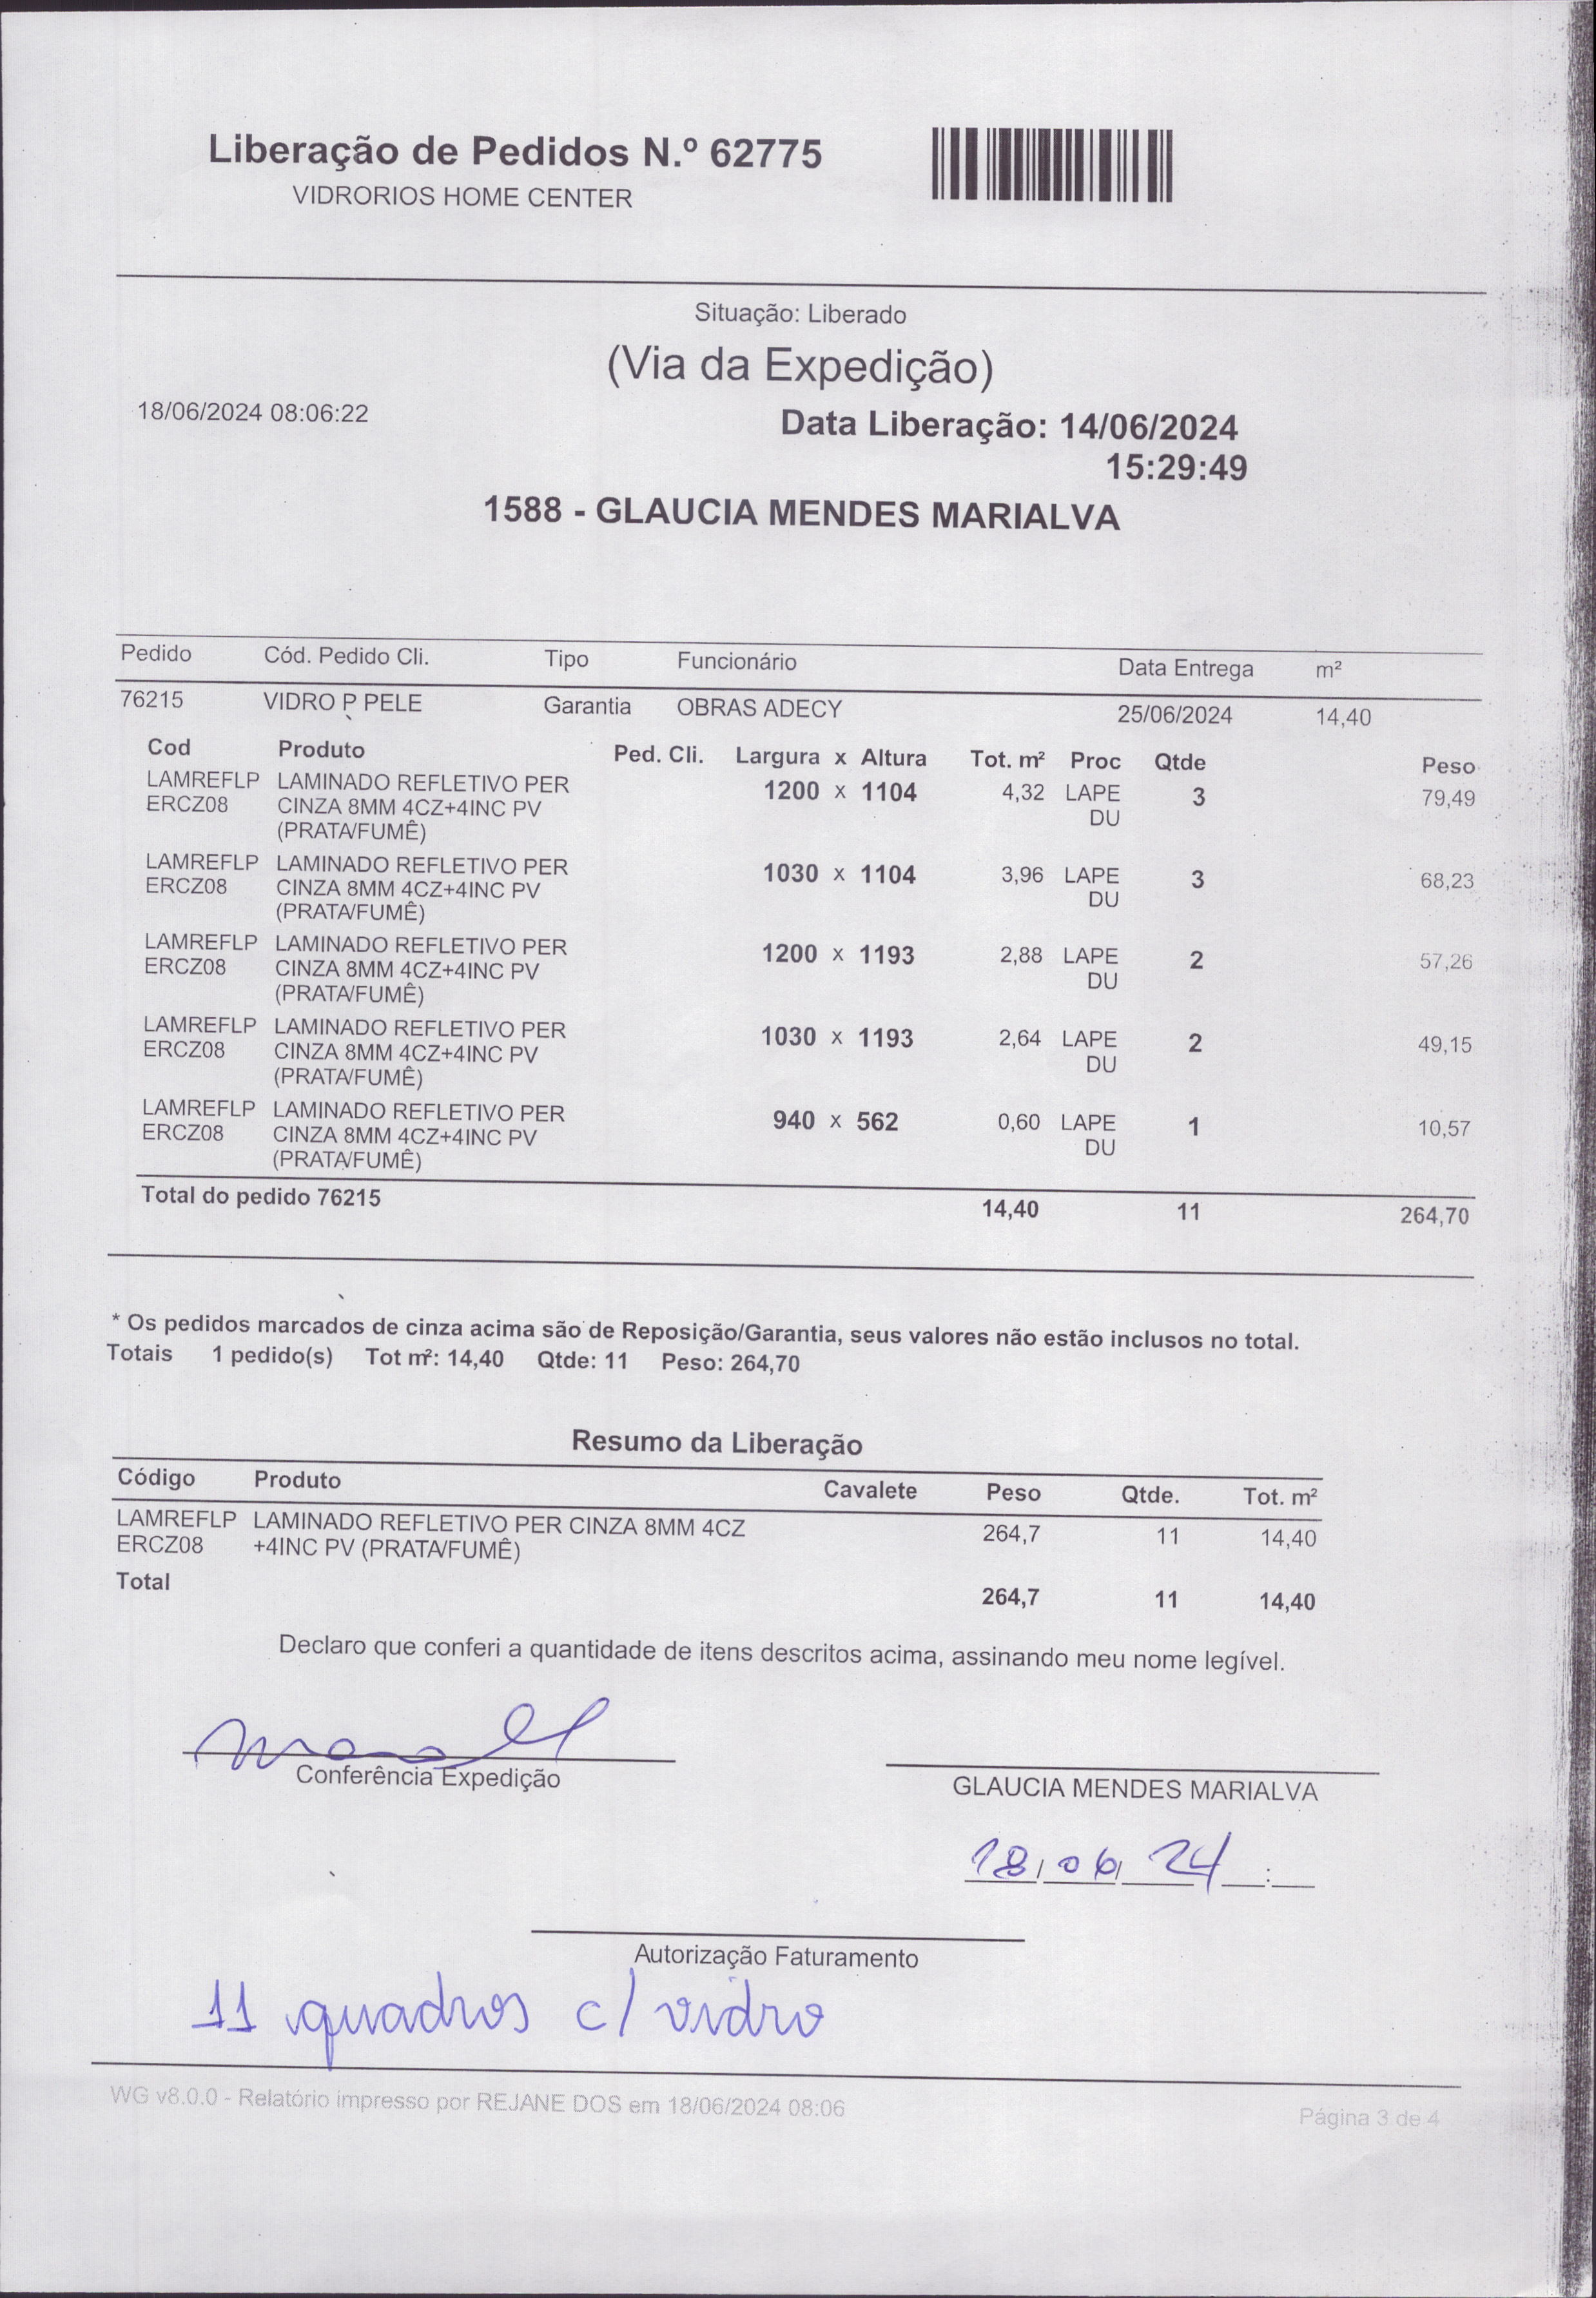 Liberação de Pedidos N.º 62775
VIDRORIOS HOME CENTER
Situação: Liberado
(Via da Expedição)
18/06/2024 08:06:22
Data Liberação: 14/06/2024
15:29:49
1588 - GLAUCIA MENDES MARIALVA
Pedido Cód. Pedido Cli. Tipo Funcionário Data Entrega m²
76215 VIDRO P PELE Garantia OBRAS ADECY 25/06/2024 14,40
Cod Produto Ped. Cli. Largura x Altura Tot. m² Proc Qtde Peso
LAMREFLP LAMINADO REFLETIVO PER 1200 x 1104 4,32 LAPE 3 79,49
ERCZ08 CINZA 8MM 4CZ+4INC PV DU
(PRATA/FUMÊ)
LAMREFLP LAMINADO REFLETIVO PER 1030 x 1104 3,96 LAPE 3 68,23
ERCZ08 CINZA 8MM 4CZ+4INC PV DU
(PRATA/FUMÊ)
LAMREFLP LAMINADO REFLETIVO PER 1200 x 1193 2,88 LAPE 2 57,26
ERCZ08 CINZA 8MM 4CZ+4INC PV DU
(PRATA/FUMÊ)
LAMREFLP LAMINADO REFLETIVO PER 1030 x 1193 2,64 LAPE 2 49,15
ERCZ08 CINZA 8MM 4CZ+4INC PV DU
(PRATA/FUMÊ)
LAMREFLP LAMINADO REFLETIVO PER 940 x 562 0,60 LAPE 1 10,57
ERCZ08 CINZA 8MM 4CZ+4INC PV DU
(PRATA/FUMÊ)
Total do pedido 76215 14,40 11 264,70
* Os pedidos marcados de cinza acima são de Reposição/Garantia, seus valores não estão inclusos no total.
Totais 1 pedido(s) Tot m²: 14,40 Qtde: 11 Peso: 264,70
Resumo da Liberação
Código Produto Cavalete Peso Qtde. Tot. m²
LAMREFLP LAMINADO REFLETIVO PER CINZA 8MM 4CZ 264,7 11 14,40
ERCZ08 +4INC PV (PRATA/FUMÊ)
Total 264,7 11 14,40
Declaro que conferi a quantidade de itens descritos acima, assinando meu nome legível.
Conferência Expedição
GLAUCIA MENDES MARIALVA
18/06/24 __:__
Autorização Faturamento
11 quadros c/ vidro
WG v8.0.0 - Relatório impresso por REJANE DOS em 18/06/2024 08:06
Página 3 de 4